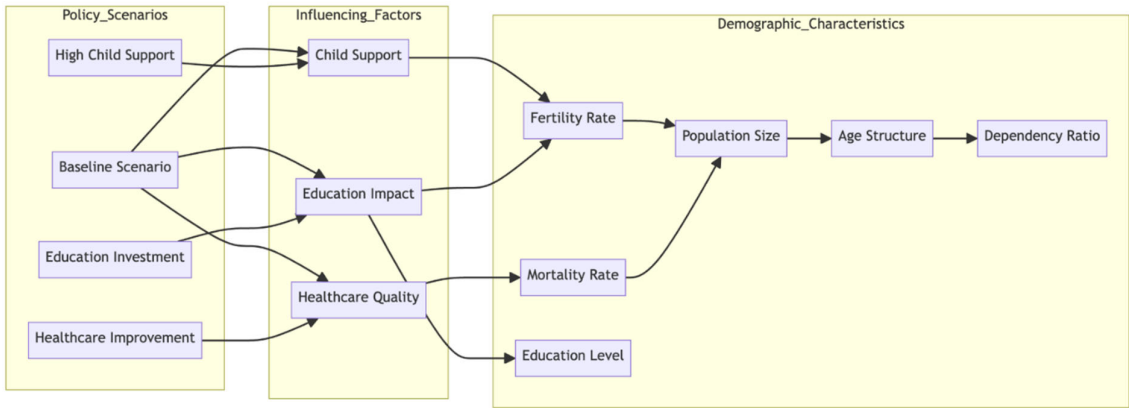 Policy_Scenarios
High Child Support
Baseline Scenario
Education Investment
Healthcare Improvement
Influencing_Factors
Child Support
Education Impact
Healthcare Quality
Demographic_Characteristics
Fertility Rate
Population Size
Age Structure
Dependency Ratio
Mortality Rate
Education Level